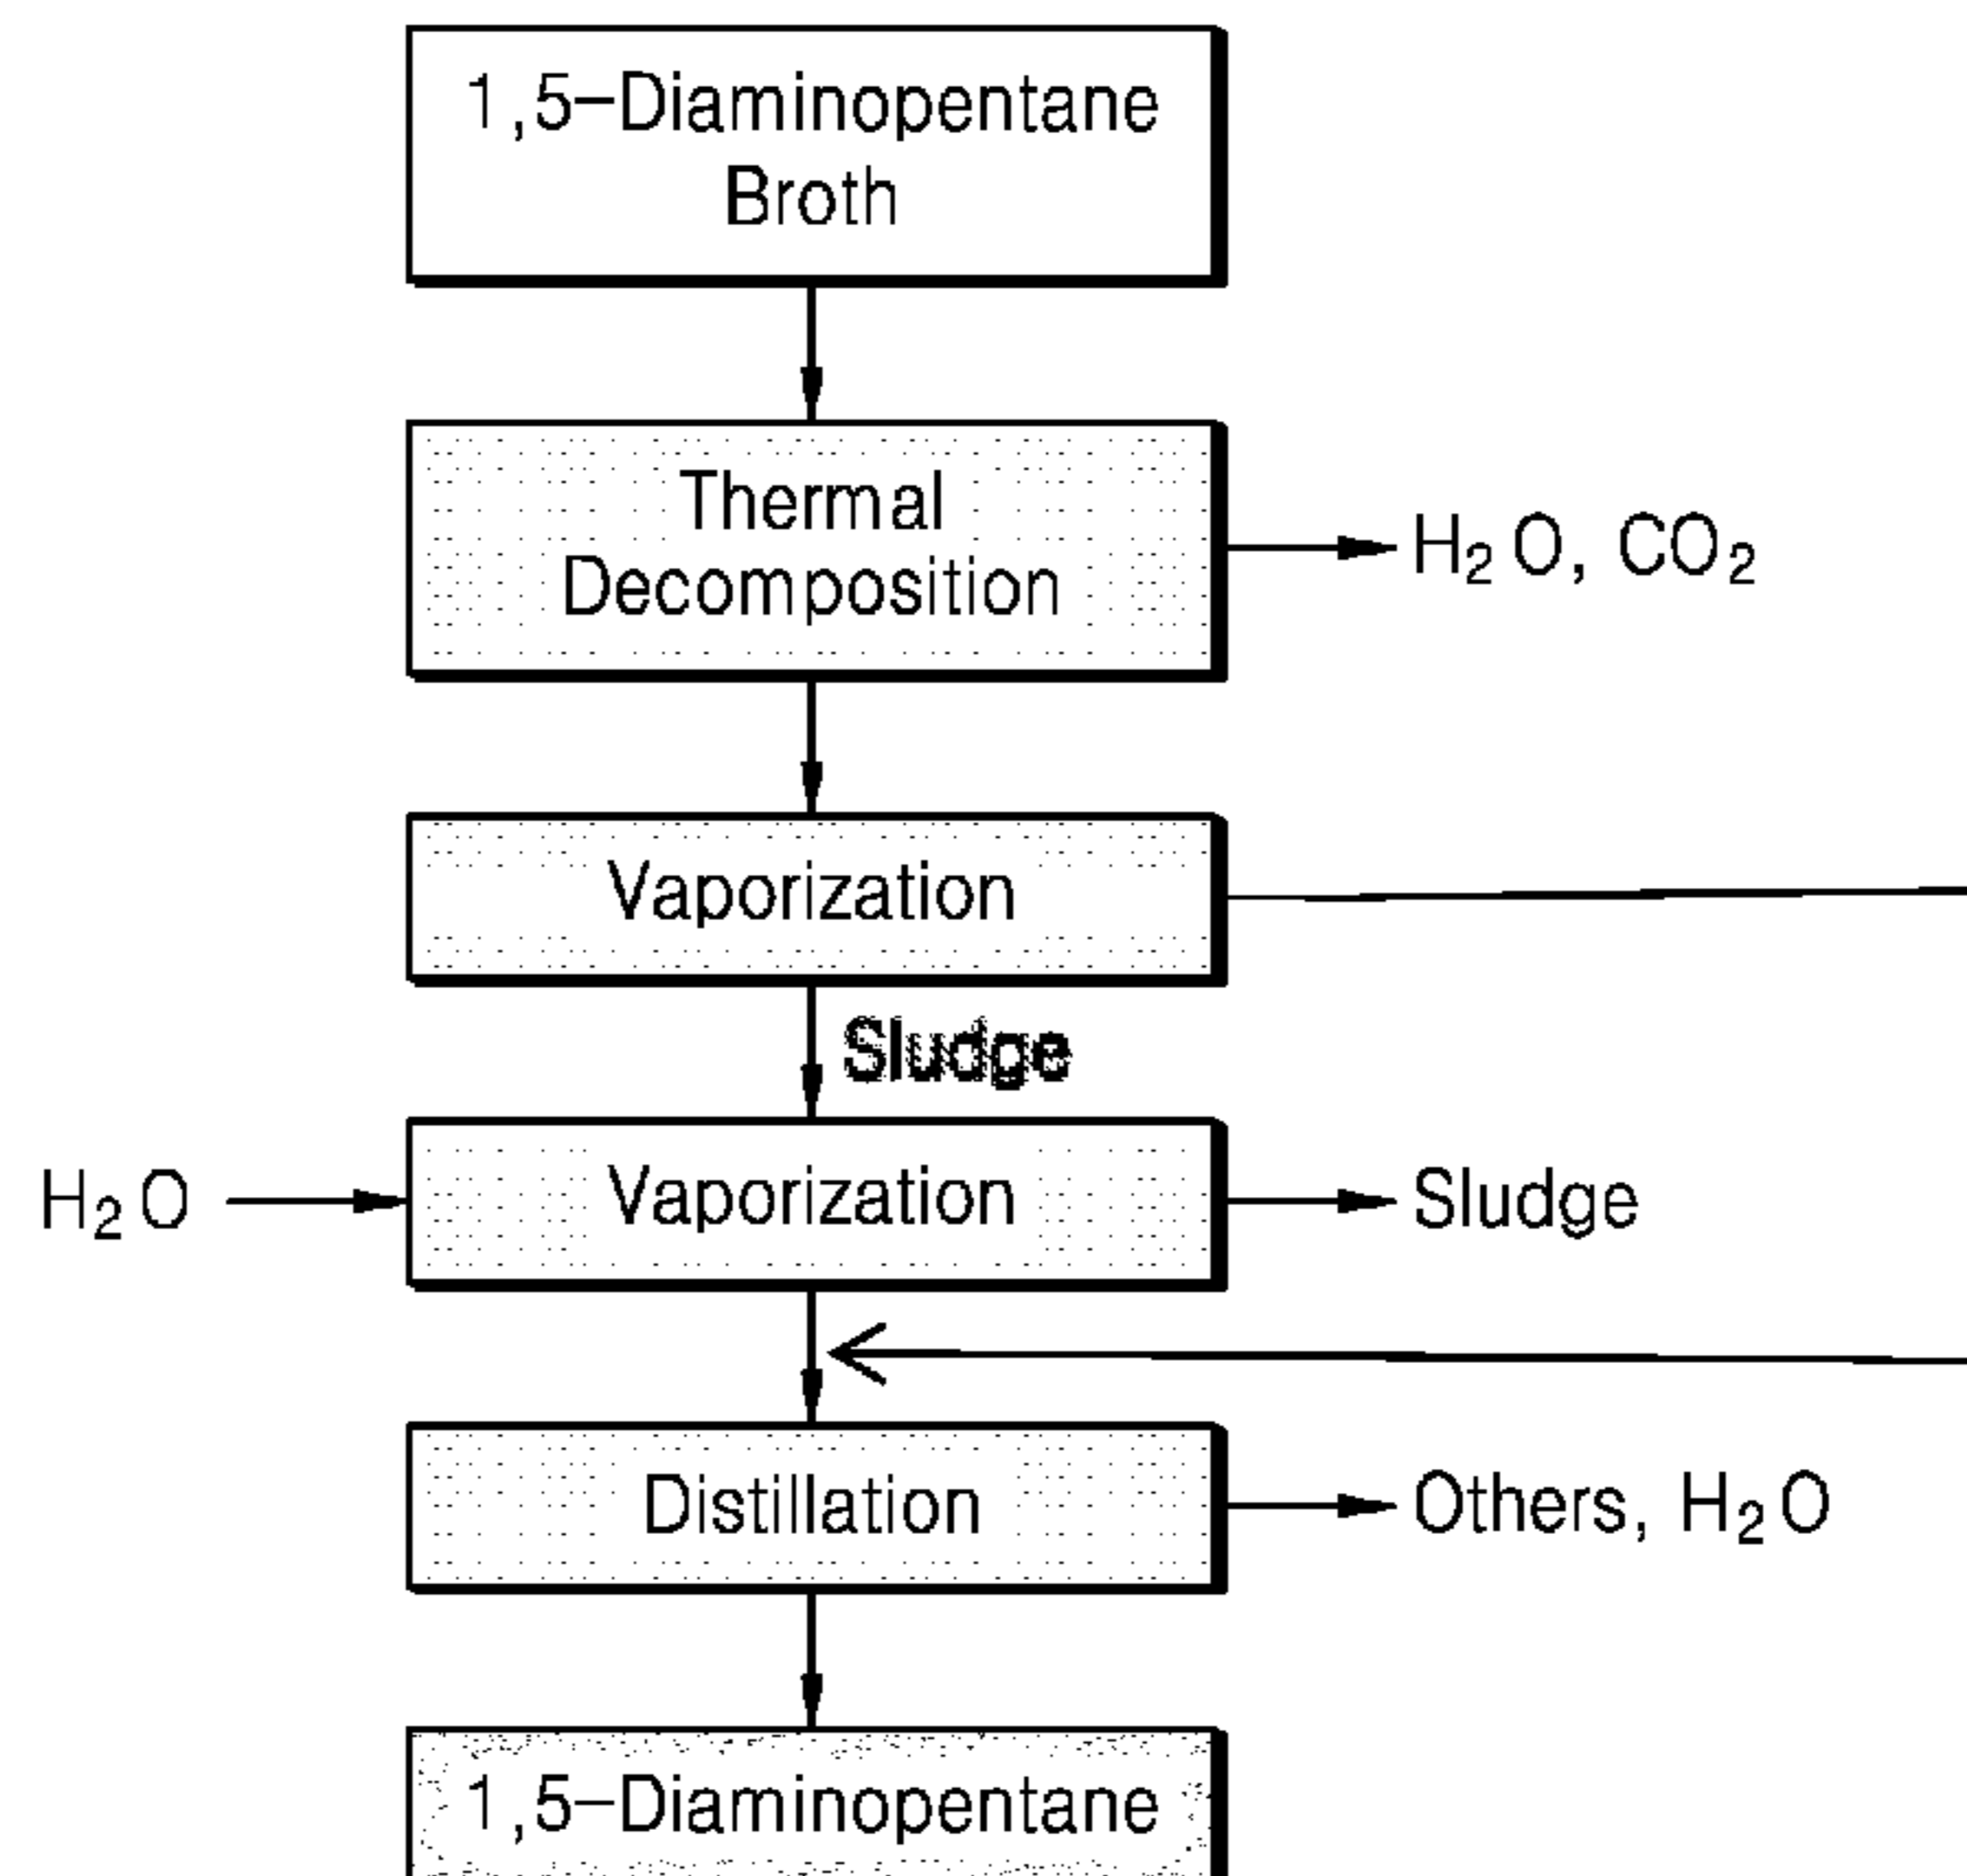 1,5-Diaminopentane
Broth
Thermal
Decomposition
H₂O, CO₂
Vaporization
Sludge
H₂O
Vaporization
Sludge
Distillation
Others, H₂O
1,5-Diaminopentane